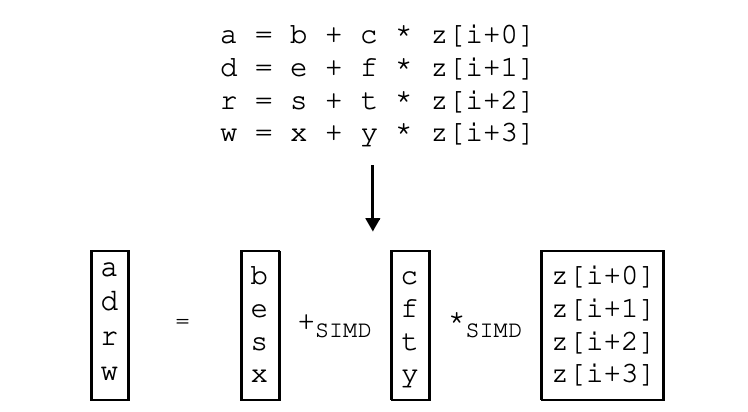 a = b + c * z[i+0]
d = e + f * z[i+1]
r = s + t * z[i+2]
w = x + y * z[i+3]
a b c z[i+0]
d e f z[i+1]
= +SIMD *SIMD
r s t z[i+2]
w x y z[i+3]